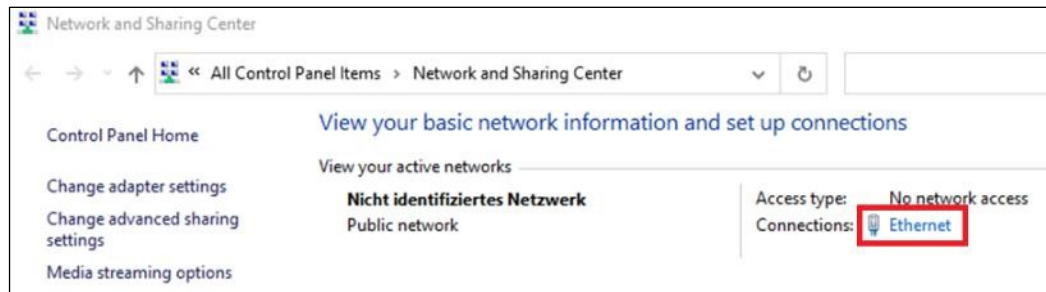 Network and Sharing Center
« All Control Panel Items > Network and Sharing Center
Control Panel Home
View your basic network information and set up connections
View your active networks
Change adapter settings
Nicht identifiziertes Netzwerk
Access type: No network access
Change advanced sharing
settings
Public network
Connections: Ethernet
Media streaming options